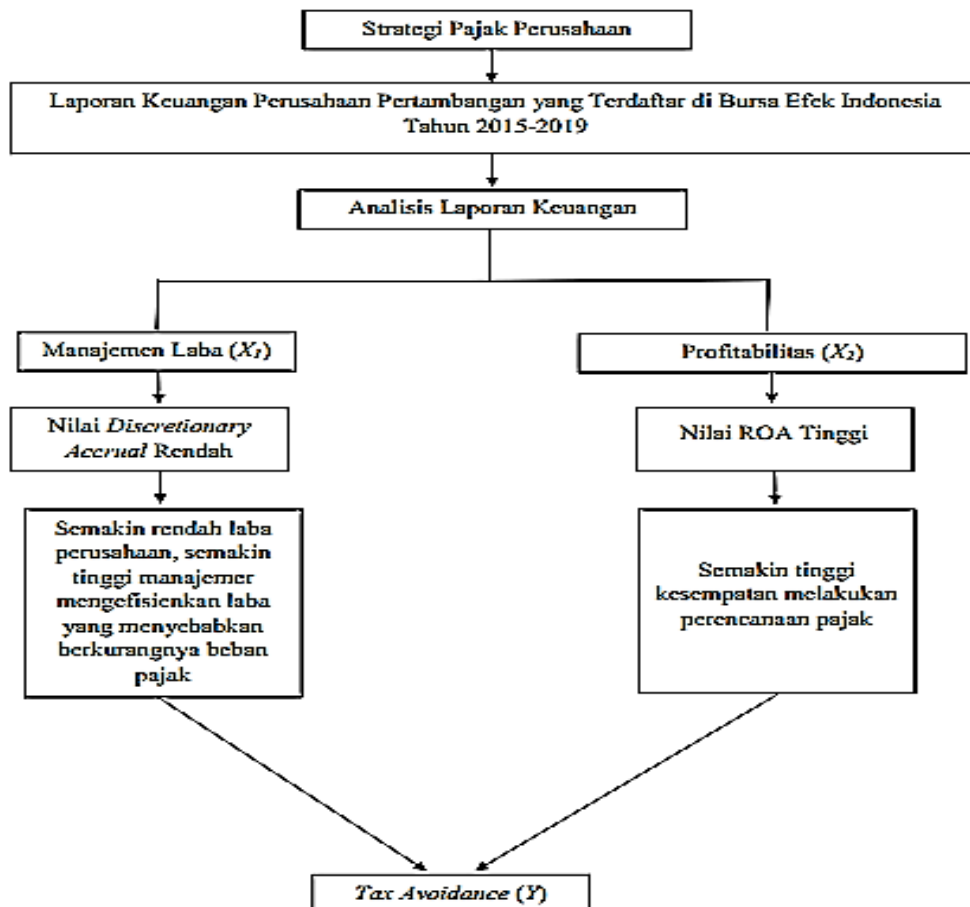 Strategi Pajak Perusahaan
Laporan Keuangan Perusahaan Pertambangan yang Terdaftar di Bursa Efek Indonesia
Tahun 2015-2019
Analisis Laporan Keuangan
Manajemen Laba (X1)
Profitabilitas (X2)
Nilai Discretionary
Accrual Rendah
Nilai ROA Tinggi
Semakin rendah laba
perusahaan, semakin
tinggi manajemer
mengefisienkan laba
yang menyebabkan
berkurangnya beban
pajak
Semakin tinggi
kesempatan melakukan
perencanaan pajak
Tax Avoidance (Y)